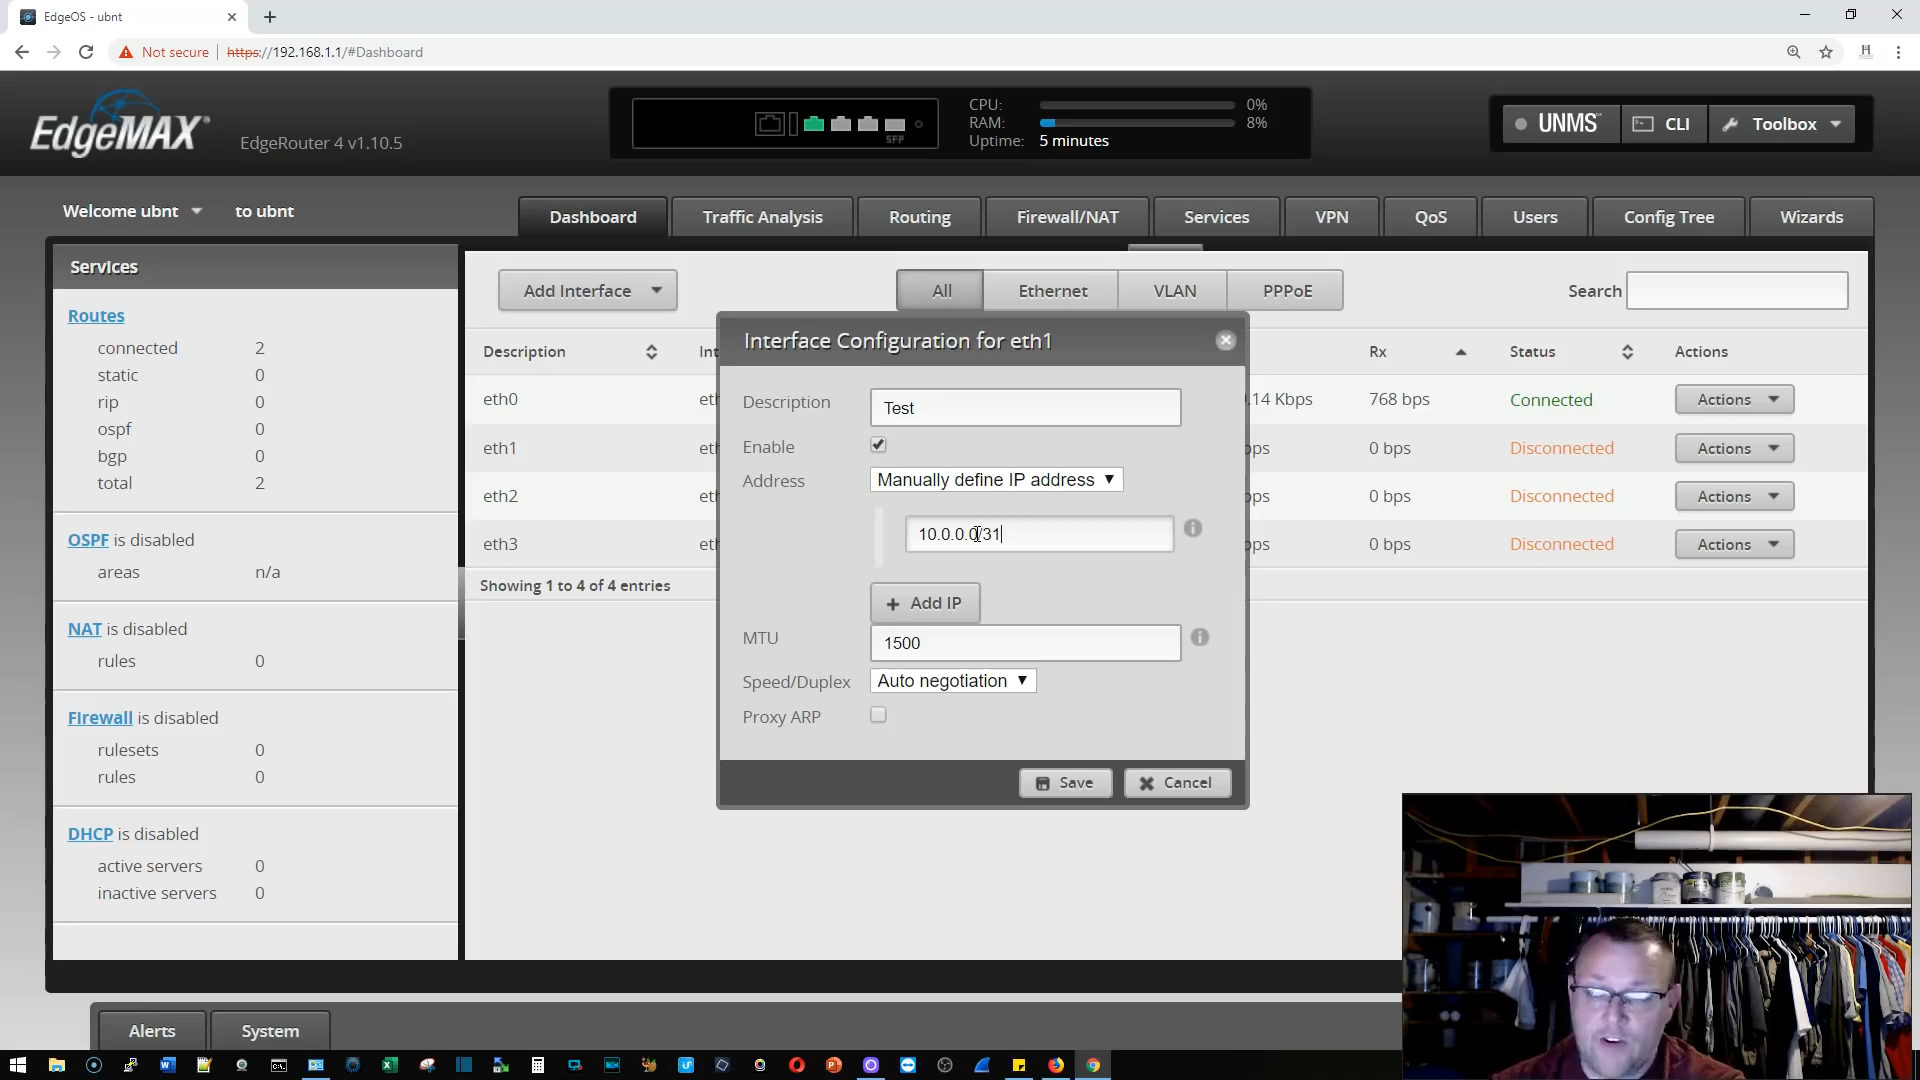 EdgeOS - ubnt
Not secure https://192.168.1.1/#Dashboard
EdgeMAX
EdgeRouter 4 v1.10.5
SFP
CPU: 0%
RAM: 8%
Uptime: 5 minutes
UNMS CLI Toolbox
Welcome ubnt to ubnt
Dashboard Traffic Analysis Routing Firewall/NAT Services VPN QoS Users Config Tree Wizards
Services
Routes
connected 2
static 0
rip 0
ospf 0
bgp 0
total 2
OSPF is disabled
areas n/a
NAT is disabled
rules 0
Firewall is disabled
rulesets 0
rules 0
DHCP is disabled
active servers 0
inactive servers 0
Add Interface All Ethernet VLAN PPPoE Search
Description Int Rx Status Actions
eth0 eth .14 Kbps 768 bps Connected Actions
eth1 eth ops 0 bps Disconnected Actions
eth2 eth ops 0 bps Disconnected Actions
eth3 eth ops 0 bps Disconnected Actions
Showing 1 to 4 of 4 entries
Interface Configuration for eth1
Description Test
Enable
Address Manually define IP address
10.0.0.0/31
+ Add IP
MTU 1500
Speed/Duplex Auto negotiation
Proxy ARP
Save Cancel
Alerts System